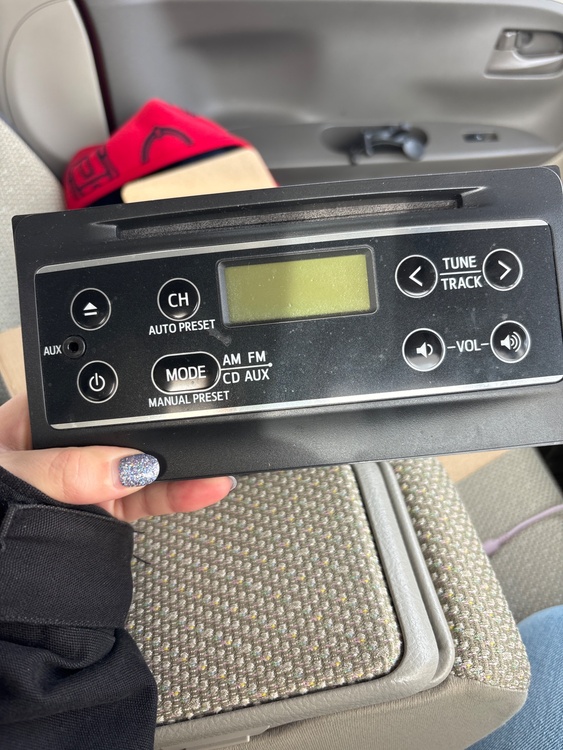 CH
AUTO PRESET
AUX
MODE
AM FM
CD AUX
MANUAL PRESET
TUNE
TRACK
VOL